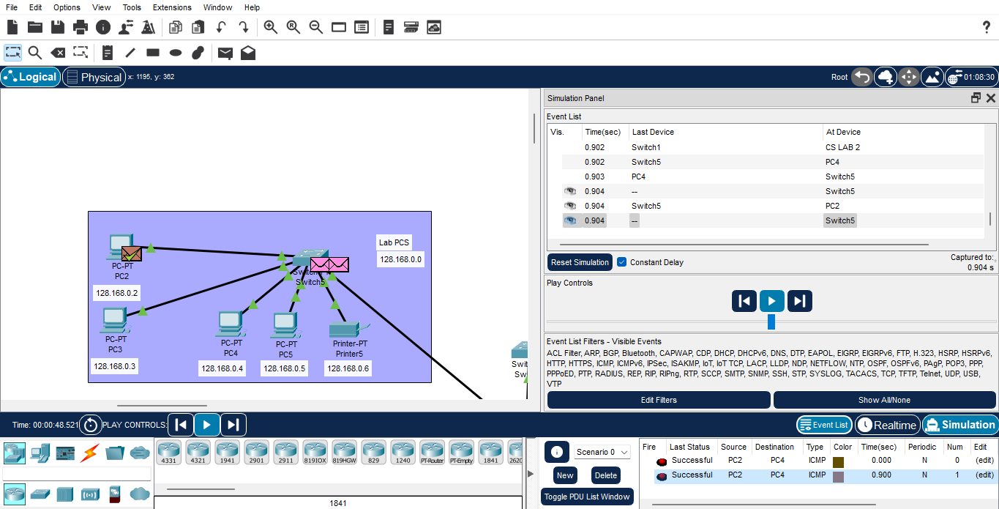 File Edit Options View Tools Extensions Window Help
Logical Physical x: 1195, y: 362 Root 01:08:30
Simulation Panel
Event List
Vis. Time(sec) Last Device At Device
0.902 Switch1 CS LAB 2
0.902 Switch5 PC4
0.903 PC4 Switch5
0.904 -- Switch5
0.904 Switch5 PC2
0.904 -- Switch5
Reset Simulation Constant Delay Captured to:
0.904 s
Play Controls
Event List Filters - Visible Events
ACL Filter, ARP, BGP, Bluetooth, CAPWAP, CDP, DHCP, DHCPv6, DNS, DTP, EAPOL, EIGRP, EIGRPv6, FTP, H.323, HSRP, HSRPv6,
HTTP, HTTPS, ICMP, ICMPv6, IPSec, ISAKMP, IoT, IoT TCP, LACP, LLDP, NDP, NETFLOW, NTP, OSPF, OSPFv6, PAgP, POP3, PPP,
PPPoED, PTP, RADIUS, REP, RIP, RIPng, RTP, SCCP, SMTP, SNMP, SSH, STP, SYSLOG, TACACS, TCP, TFTP, Telnet, UDP, USB,
VTP
Edit Filters Show All/None
Lab PCS
128.168.0.0
PC-PT
PC2
128.168.0.2
Switch5
PC-PT
PC3
128.168.0.3
PC-PT
PC4
128.168.0.4
PC-PT
PC5
128.168.0.5
Printer-PT
Printer5
128.168.0.6
Swit
Sw
Time: 00:00:48.521 PLAY CONTROLS: Event List Realtime Simulation
4331 4321 1941 2901 2911 819IOX 819HGW 829 1240 PT-Router PT-Empty 1841 2620
1841
Scenario 0
New Delete
Toggle PDU List Window
Fire Last Status Source Destination Type Color Time(sec) Periodic Num Edit
Successful PC2 PC4 ICMP 0.000 N 0 (edit)
Successful PC2 PC4 ICMP 0.900 N 1 (edit)